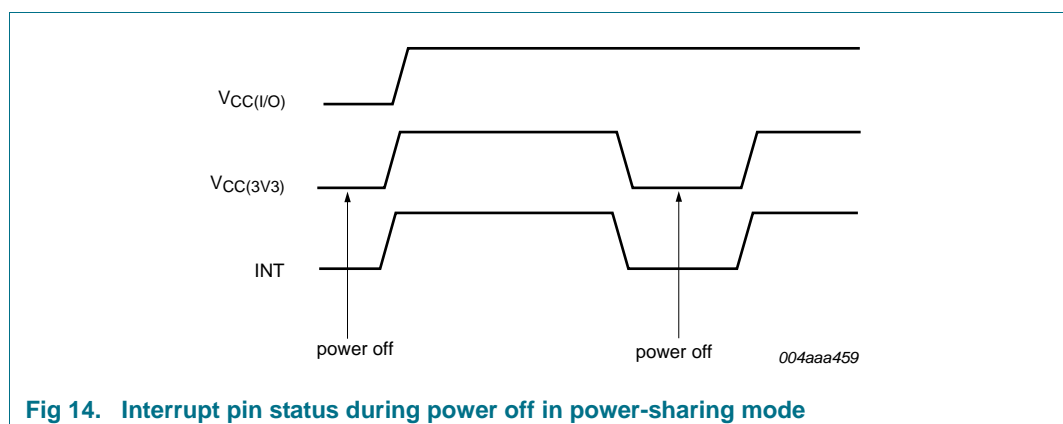 VCC(I/O)
VCC(3V3)
INT
power off
power off
004aaa459
Fig 14. Interrupt pin status during power off in power-sharing mode